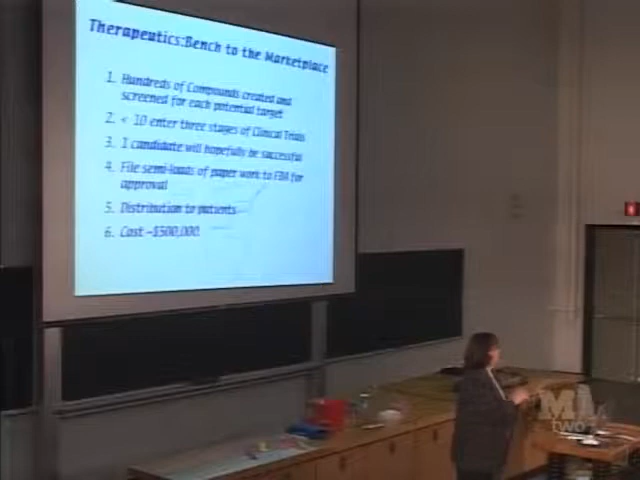 Therapeutics:Bench to the Marketplace
1. Hundreds of Compounds created and
screened for each potential target
2. < 10 enter three stages of Clinical Trials
3. 1 candidate will hopefully be successful
4. File semi-loads of paper work to FDA for
approval
5. Distribution to patients
6. Cost ~$500,000
two